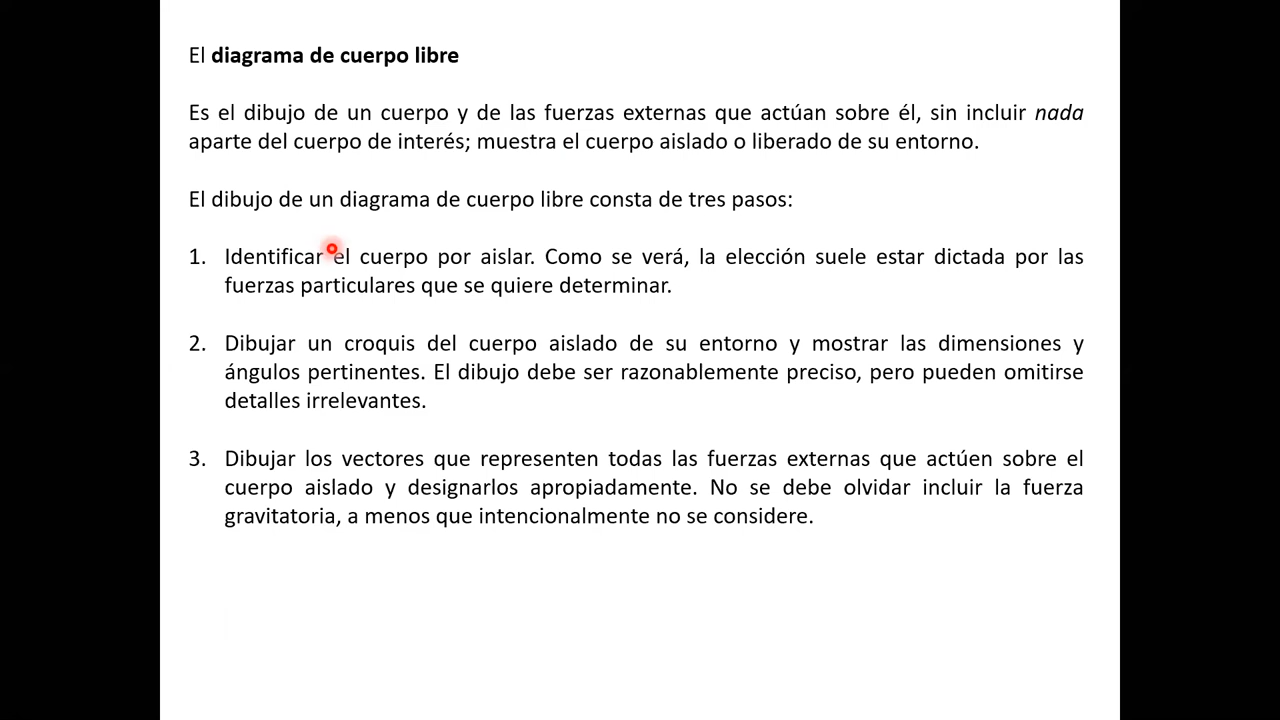 El diagrama de cuerpo libre
Es el dibujo de un cuerpo y de las fuerzas externas que actúan sobre él, sin incluir nada
aparte del cuerpo de interés; muestra el cuerpo aislado o liberado de su entorno.
El dibujo de un diagrama de cuerpo libre consta de tres pasos:
1. Identificar el cuerpo por aislar. Como se verá, la elección suele estar dictada por las
fuerzas particulares que se quiere determinar.
2. Dibujar un croquis del cuerpo aislado de su entorno y mostrar las dimensiones y
ángulos pertinentes. El dibujo debe ser razonablemente preciso, pero pueden omitirse
detalles irrelevantes.
3. Dibujar los vectores que representen todas las fuerzas externas que actúen sobre el
cuerpo aislado y designarlos apropiadamente. No se debe olvidar incluir la fuerza
gravitatoria, a menos que intencionalmente no se considere.